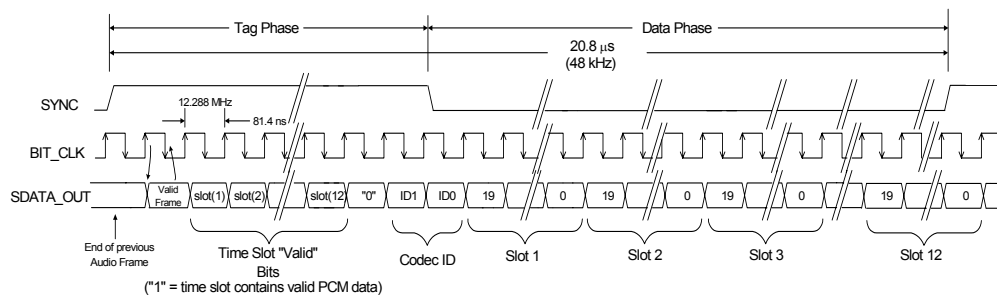 Tag Phase
Data Phase
20.8 μs
(48 kHz)
SYNC
12.288 MHz
81.4 ns
BIT_CLK
SDATA_OUT
Valid
Frame
slot(1)
slot(2)
slot(12
"0"
ID1
ID0
19
0
19
0
19
0
19
0
End of previous
Audio Frame
Time Slot "Valid"
Bits
("1" = time slot contains valid PCM data)
Codec ID
Slot 1
Slot 2
Slot 3
Slot 12